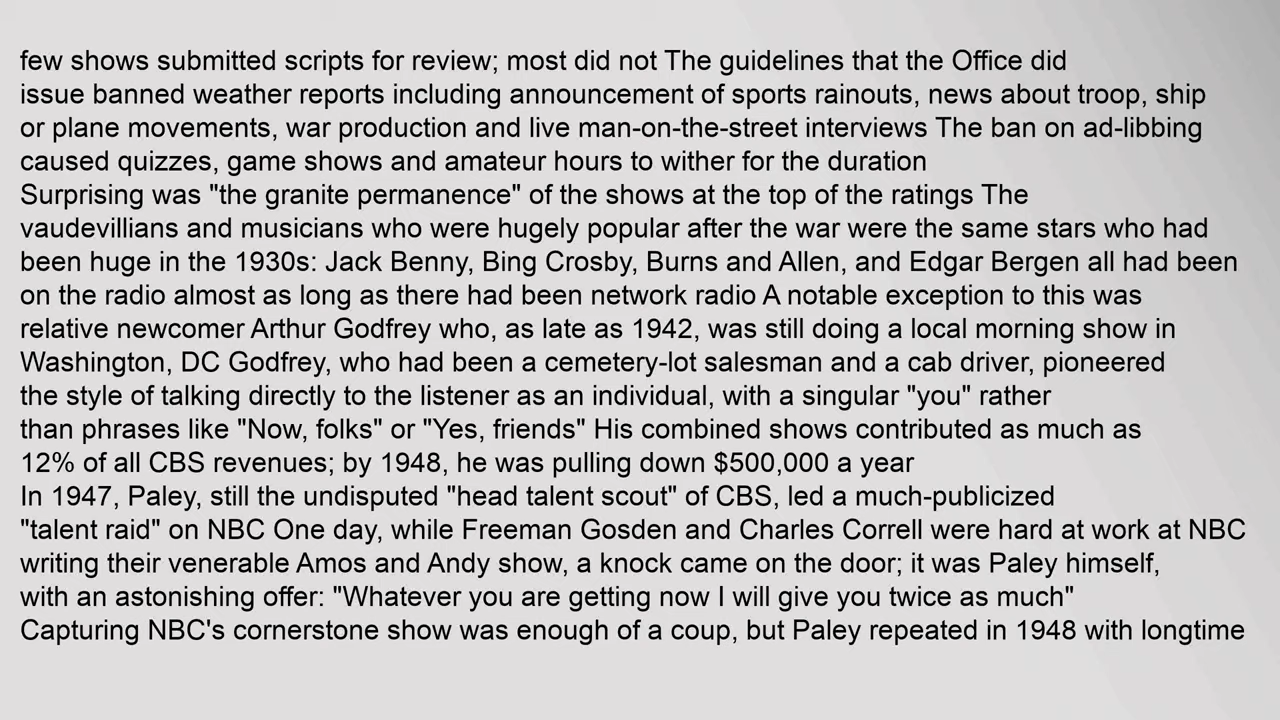 few shows submitted scripts for review; most did not The guidelines that the Office did
issue banned weather reports including announcement of sports rainouts, news about troop, ship
or plane movements, war production and live man-on-the-street interviews The ban on ad-libbing
caused quizzes, game shows and amateur hours to wither for the duration
Surprising was "the granite permanence" of the shows at the top of the ratings The
vaudevillians and musicians who were hugely popular after the war were the same stars who had
been huge in the 1930s: Jack Benny, Bing Crosby, Burns and Allen, and Edgar Bergen all had been
on the radio almost as long as there had been network radio A notable exception to this was
relative newcomer Arthur Godfrey who, as late as 1942, was still doing a local morning show in
Washington, DC Godfrey, who had been a cemetery-lot salesman and a cab driver, pioneered
the style of talking directly to the listener as an individual, with a singular "you" rather
than phrases like "Now, folks" or "Yes, friends" His combined shows contributed as much as
12% of all CBS revenues; by 1948, he was pulling down $500,000 a year
In 1947, Paley, still the undisputed "head talent scout" of CBS, led a much-publicized
"talent raid" on NBC One day, while Freeman Gosden and Charles Correll were hard at work at NBC
writing their venerable Amos and Andy show, a knock came on the door; it was Paley himself,
with an astonishing offer: "Whatever you are getting now I will give you twice as much"
Capturing NBC's cornerstone show was enough of a coup, but Paley repeated in 1948 with longtime